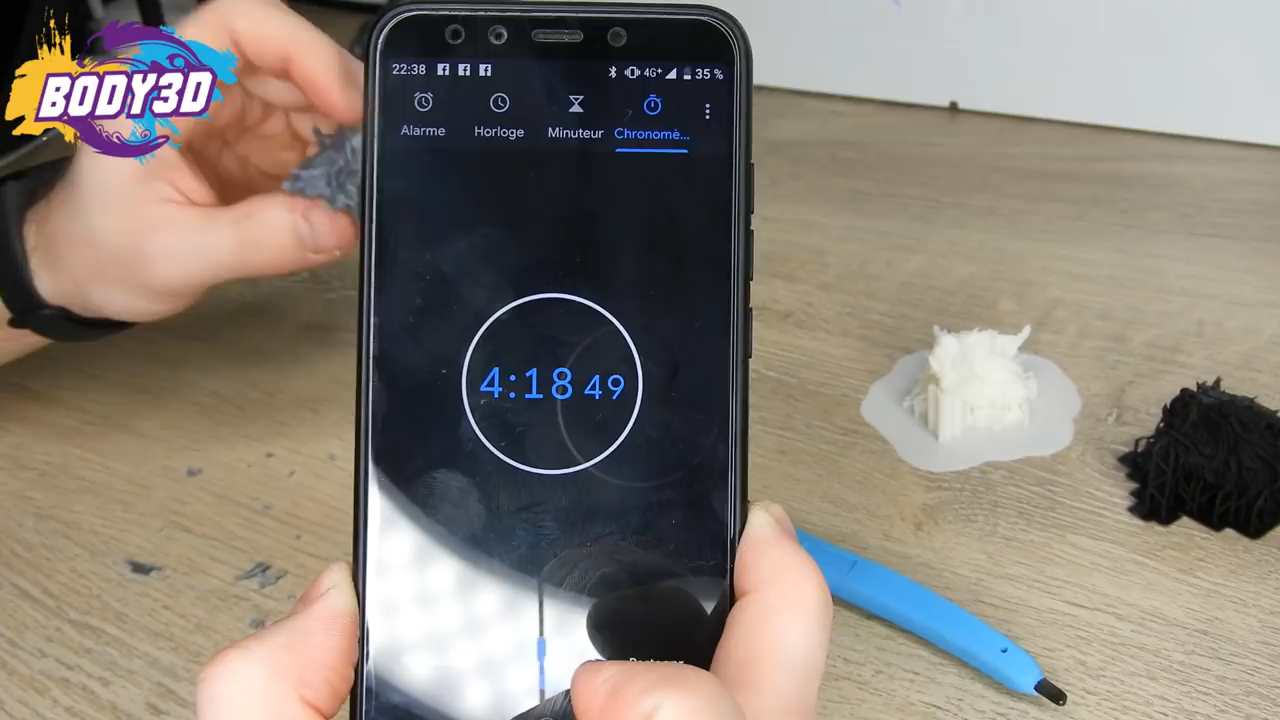 BODY3D
22:38
4G+
35 %
Alarme
Horloge
Minuteur
Chronomè...
4:18 49